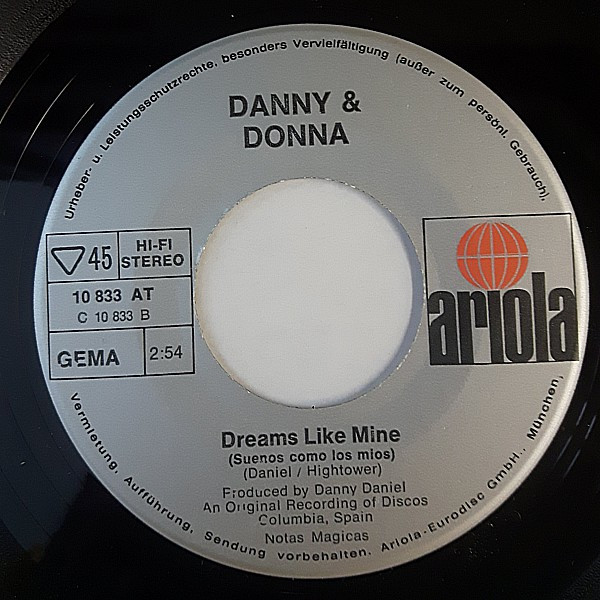 Urheber- u. Leistungsschutzrechte, besonders Vervielfältigung (außer zum persönl. Gebrauch),
DANNY &
DONNA
45
HI-FI
STEREO
10 833 AT
C 10 833 B
GEMA
2:54
ariola
Dreams Like Mine
(Suenos como los mios)
(Daniel / Hightower)
Produced by Danny Daniel
An Original Recording of Discos
Columbia, Spain
Notas Magicas
Vermietung, Aufführung, Sendung vorbehalten. Ariola-Eurodisc GmbH., München,